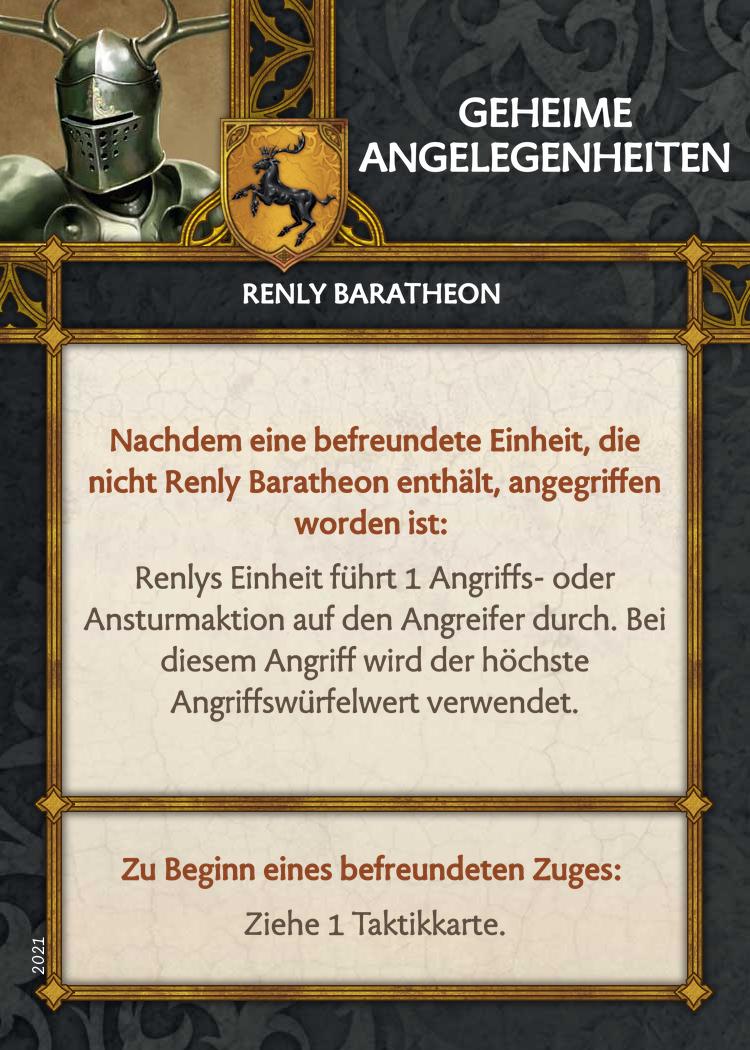 GEHEIME
ANGELEGENHEITEN
RENLY BARATHEON
Nachdem eine befreundete Einheit, die
nicht Renly Baratheon enthält, angegriffen
worden ist:
Renlys Einheit führt 1 Angriffs- oder
Ansturmaktion auf den Angreifer durch. Bei
diesem Angriff wird der höchste
Angriffswürfelwert verwendet.
Zu Beginn eines befreundeten Zuges:
Ziehe 1 Taktikkarte.
2021